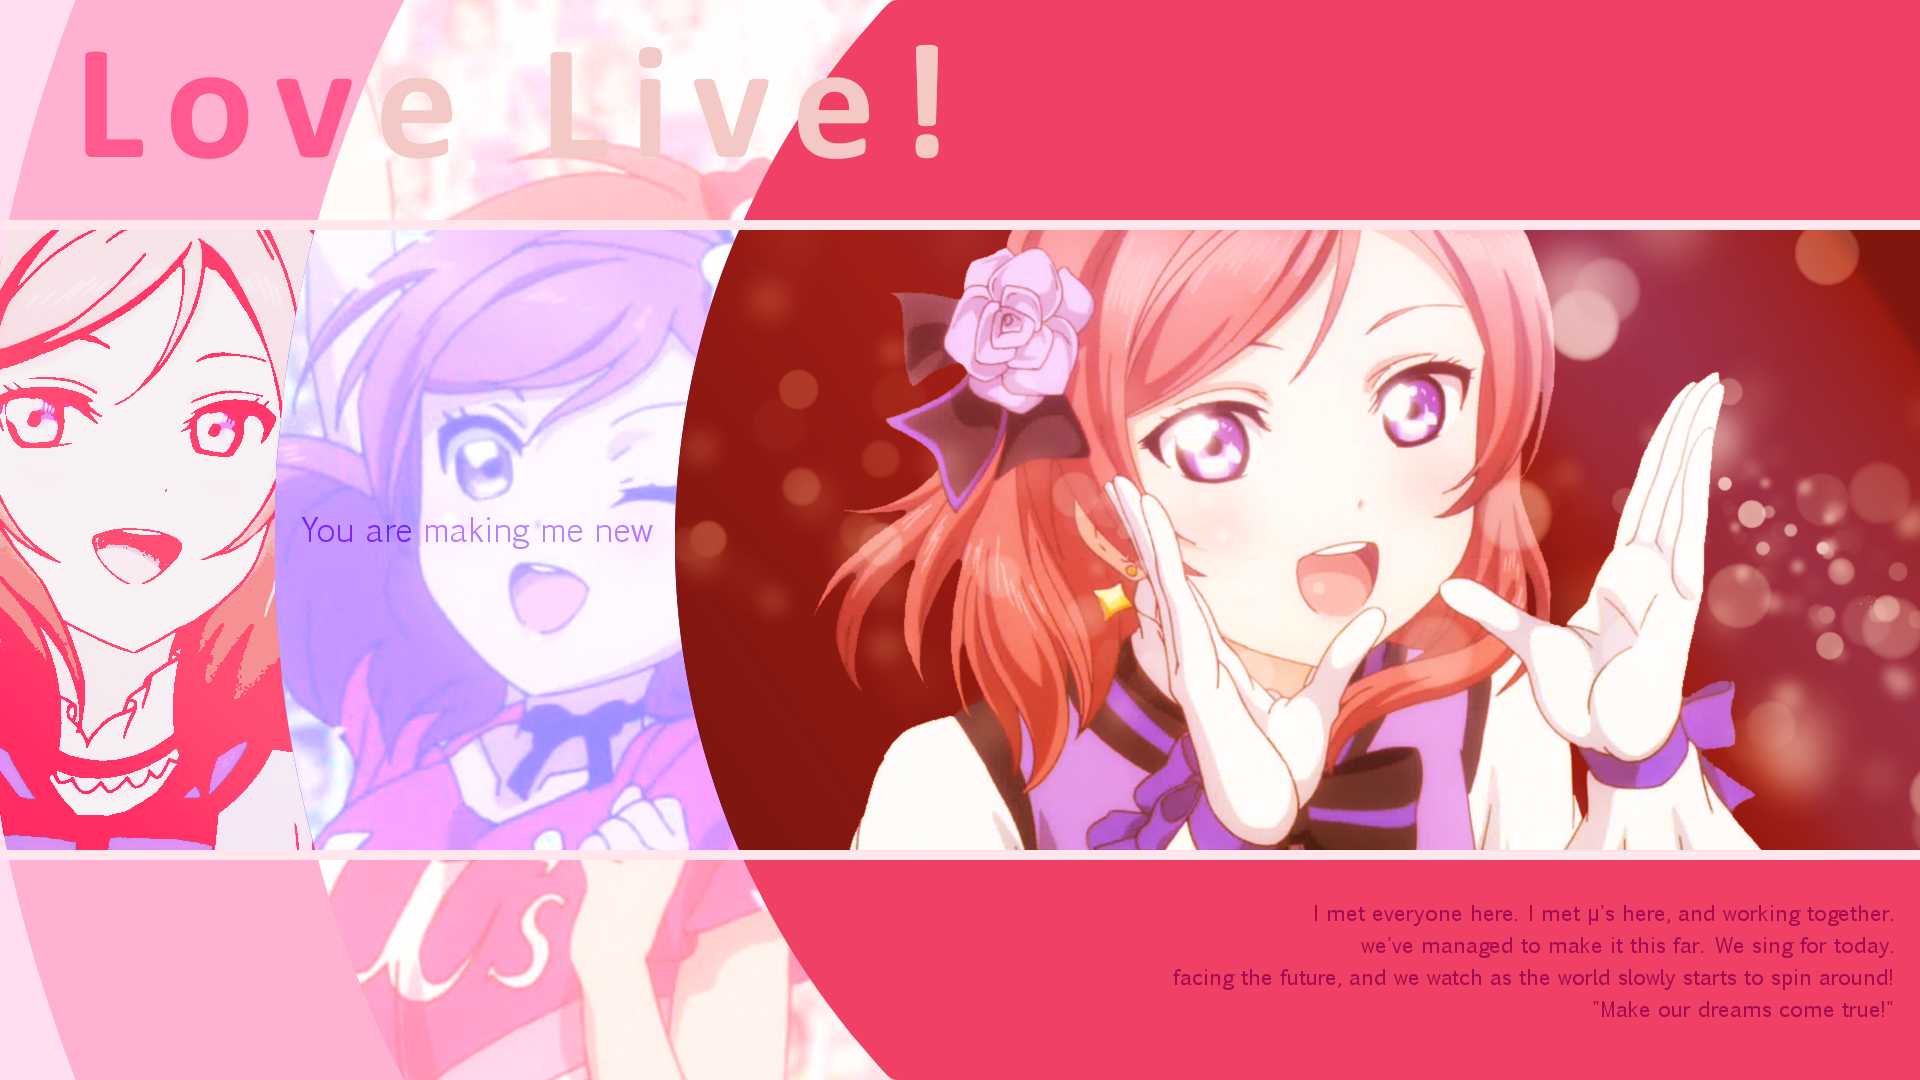 Love Live!
You are making me new
μ's
I met everyone here. I met μ's here, and working together.
we've managed to make it this far. We sing for today.
facing the future, and we watch as the world slowly starts to spin around!
"Make our dreams come true!"